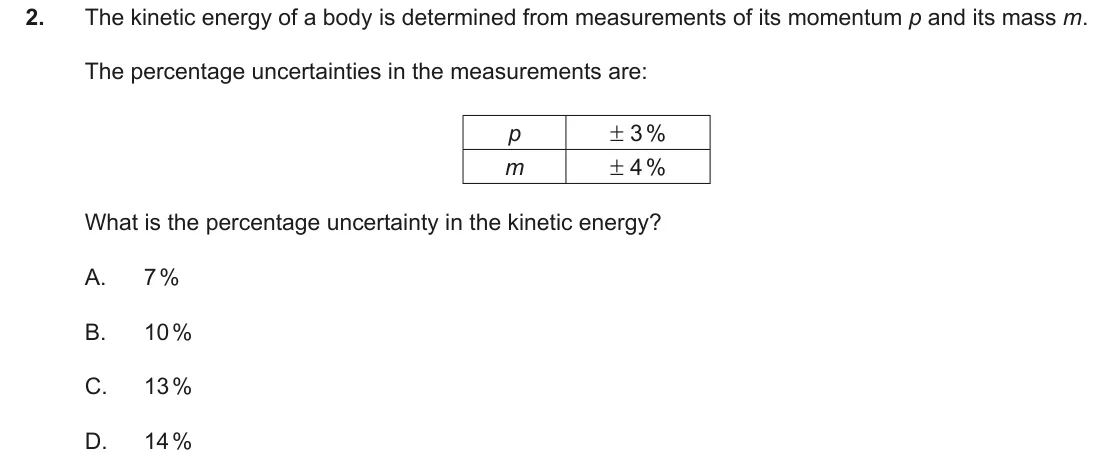 2. The kinetic energy of a body is determined from measurements of its momentum p and its mass m.
The percentage uncertainties in the measurements are:
p ± 3 %
m ± 4 %
What is the percentage uncertainty in the kinetic energy?
A. 7 %
B. 10 %
C. 13 %
D. 14 %